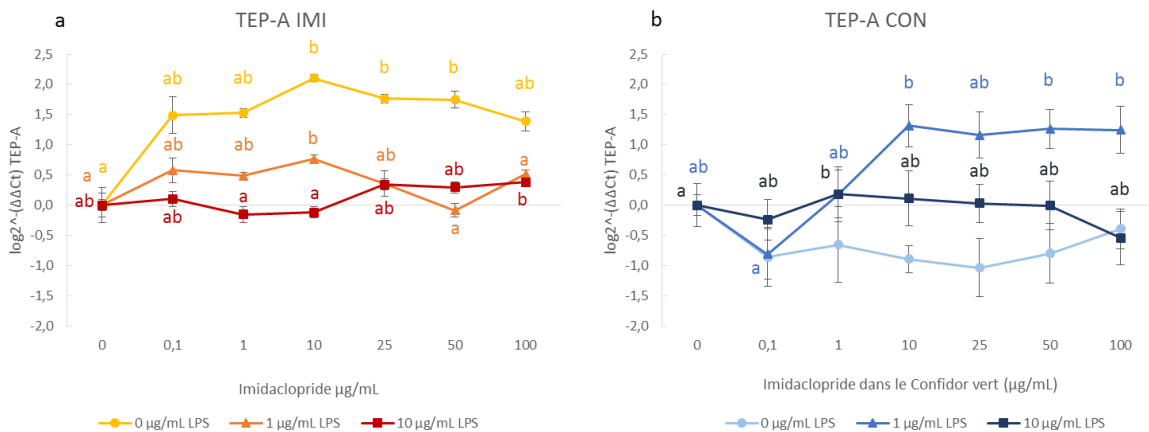 a
TEP-A IMI
log2^-(ΔΔCt) TEP-A
2,5
2,0
1,5
1,0
0,5
0,0
-0,5
-1,0
-1,5
-2,0
ab ab b b b ab
a
a ab ab b a
ab a a ab
ab ab a b
a
0 0,1 1 10 25 50 100
Imidaclopride µg/mL
0 µg/mL LPS 1 µg/mL LPS 10 µg/mL LPS
b
TEP-A CON
log2^-(ΔΔCt) TEP-A
2,5
2,0
1,5
1,0
0,5
0,0
-0,5
-1,0
-1,5
-2,0
b b b b
ab ab
a ab b ab ab ab ab
a
0 0,1 1 10 25 50 100
Imidaclopride dans le Confidor vert (µg/mL)
0 µg/mL LPS 1 µg/mL LPS 10 µg/mL LPS